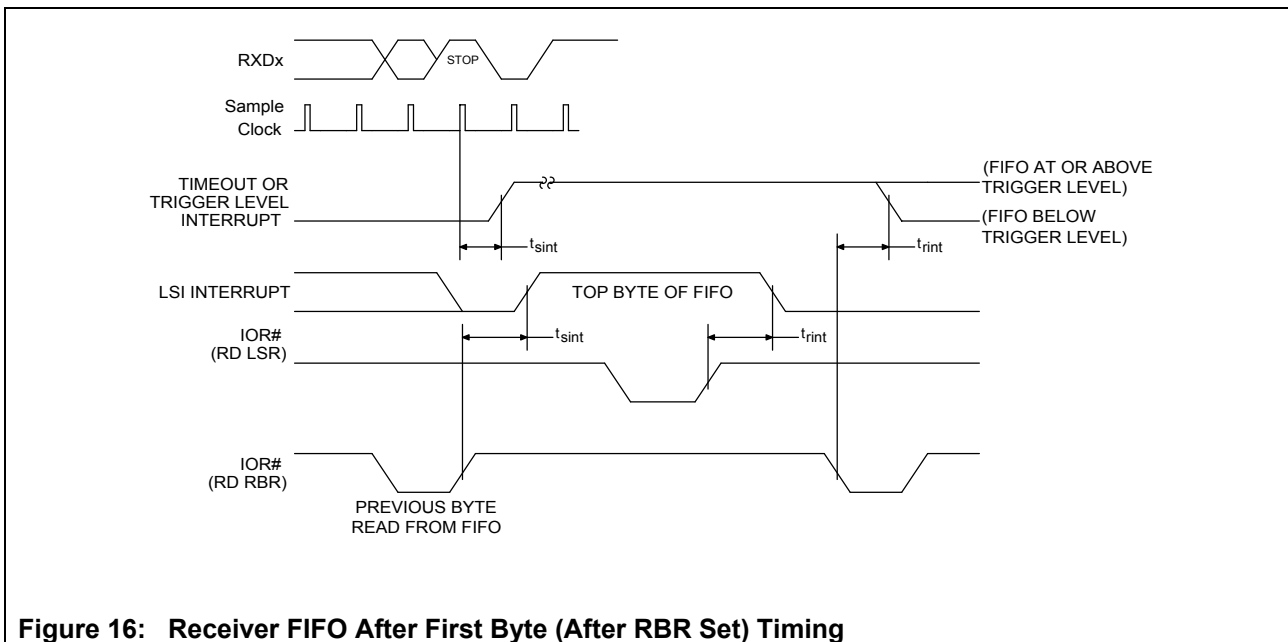 RXDx
STOP
Sample
Clock
TIMEOUT OR
TRIGGER LEVEL
INTERRUPT
(FIFO AT OR ABOVE
TRIGGER LEVEL)
(FIFO BELOW
TRIGGER LEVEL)
tsint
trint
LSI INTERRUPT
TOP BYTE OF FIFO
IOR#
(RD LSR)
tsint
trint
IOR#
(RD RBR)
PREVIOUS BYTE
READ FROM FIFO
Figure 16: Receiver FIFO After First Byte (After RBR Set) Timing